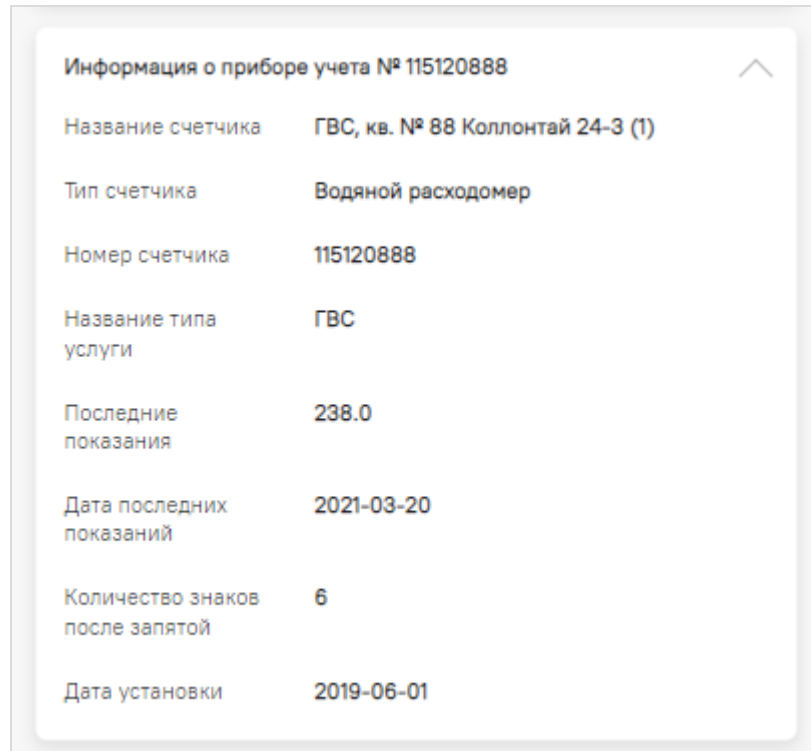 Информация о приборе учета № 115120888
Название счетчика ГВС, кв. № 88 Коллонтай 24-3 (1)
Тип счетчика Водяной расходомер
Номер счетчика 115120888
Название типа ГВС
услуги
Последние 238.0
показания
Дата последних 2021-03-20
показаний
Количество знаков 6
после запятой
Дата установки 2019-06-01